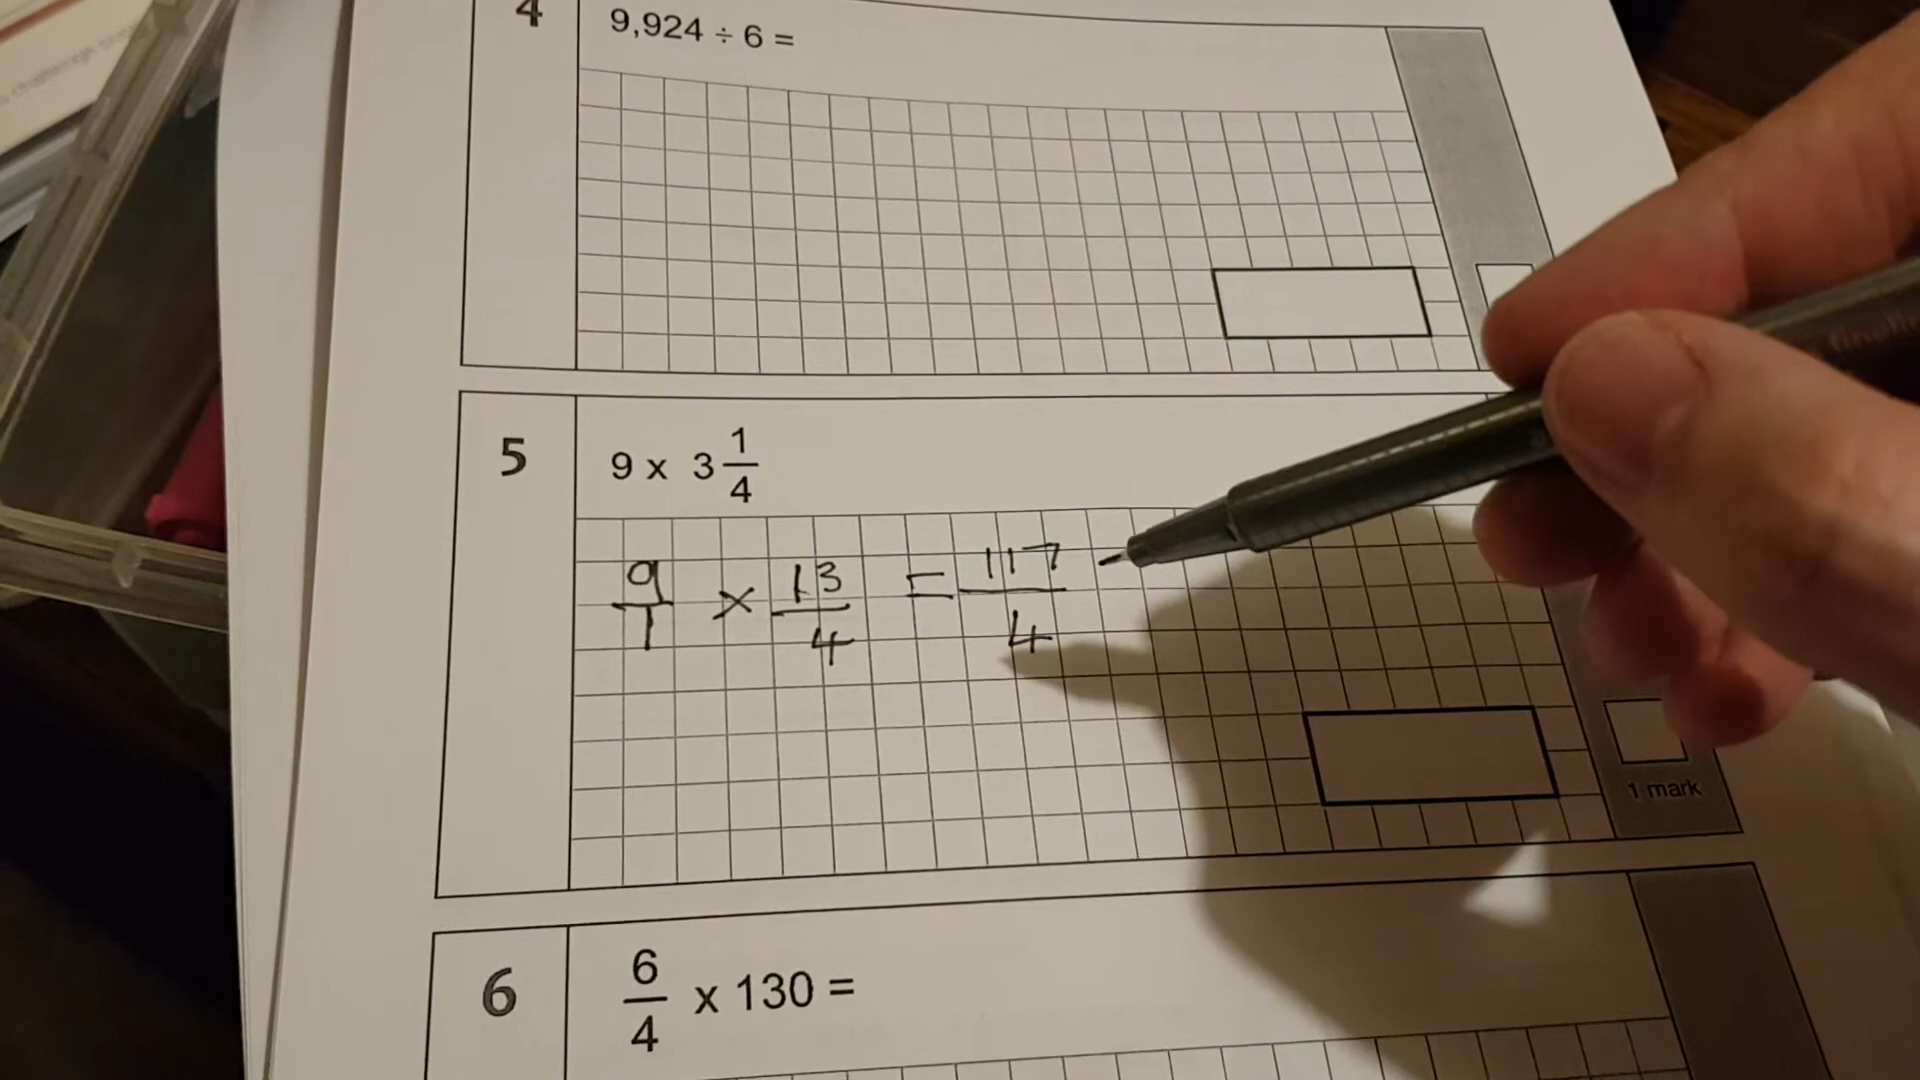 4
9,924 ÷ 6 =
5
9 x 3 1/4
9/1 × 13/4 = 117/4
1 mark
6
6/4 x 130 =